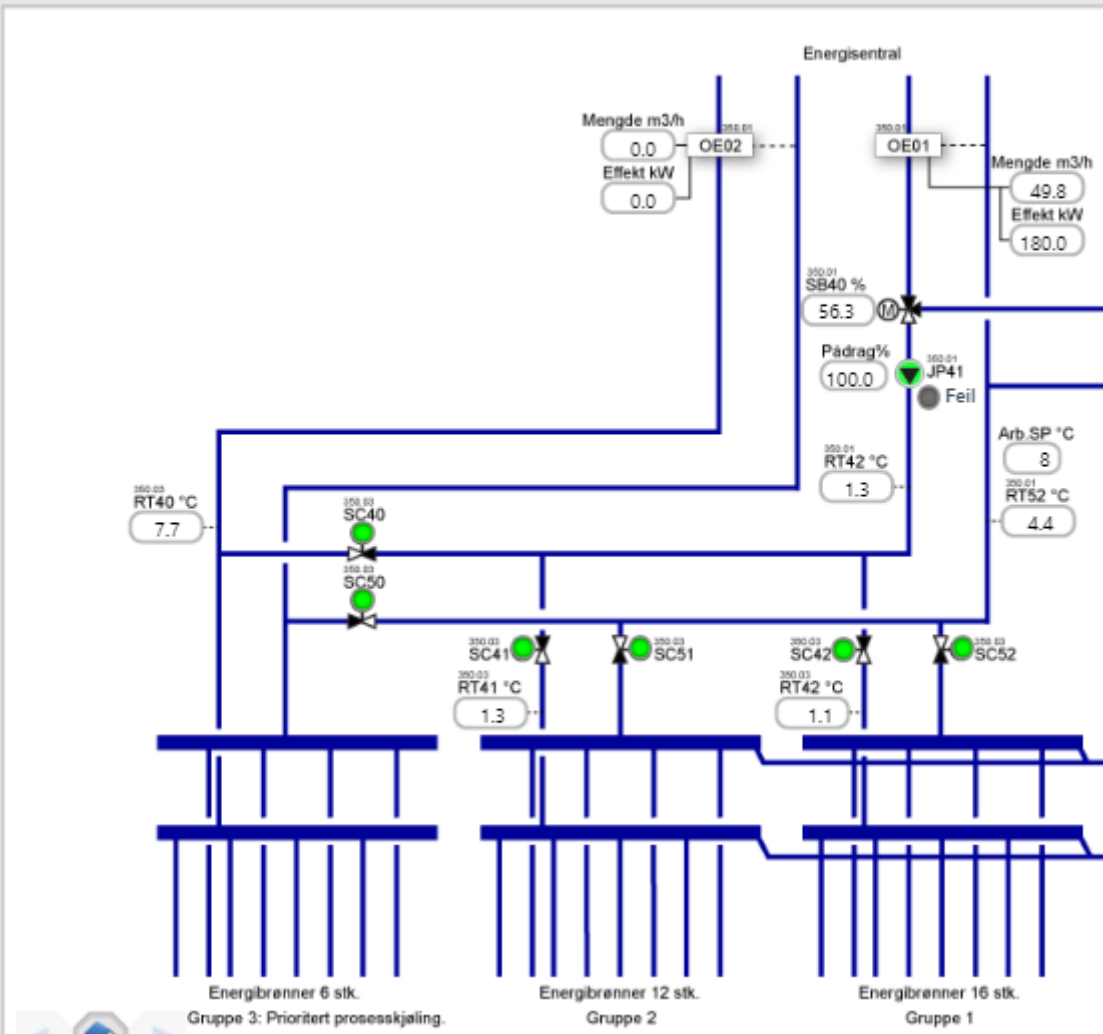 Energisentral
Mengde m3/h
350.01
350.01
0.0
OE02
OE01
Mengde m3/h
Effekt kW
49.8
0.0
Effekt kW
180.0
350.01
SB40 %
56.3
M
Pådrag%
350.01
JP41
100.0
Feil
Arb.SP °C
8
350.01
RT42 °C
1.3
350.01
RT52 °C
4.4
350.03
RT40 °C
7.7
350.03
SC40
350.03
SC50
350.03
SC41
350.03
SC51
350.03
SC42
350.03
SC52
350.03
RT41 °C
1.3
350.03
RT42 °C
1.1
Energibrønner 6 stk.
Energibrønner 12 stk.
Energibrønner 16 stk.
Gruppe 3: Prioritert prosesskjøling.
Gruppe 2
Gruppe 1